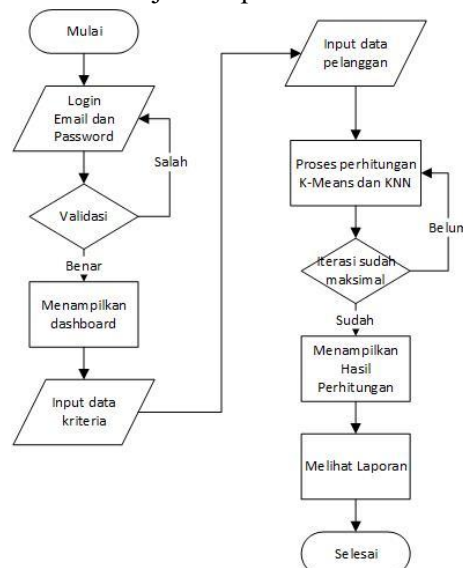 Mulai
Login
Email dan
Password
Salah
Validasi
Benar
Menampilkan
dashboard
Input data
kriteria
Input data
pelanggan
Proses perhitungan
K-Means dan KNN
Belum
Iterasi sudah
maksimal
Sudah
Menampilkan
Hasil
Perhitungan
Melihat Laporan
Selesai